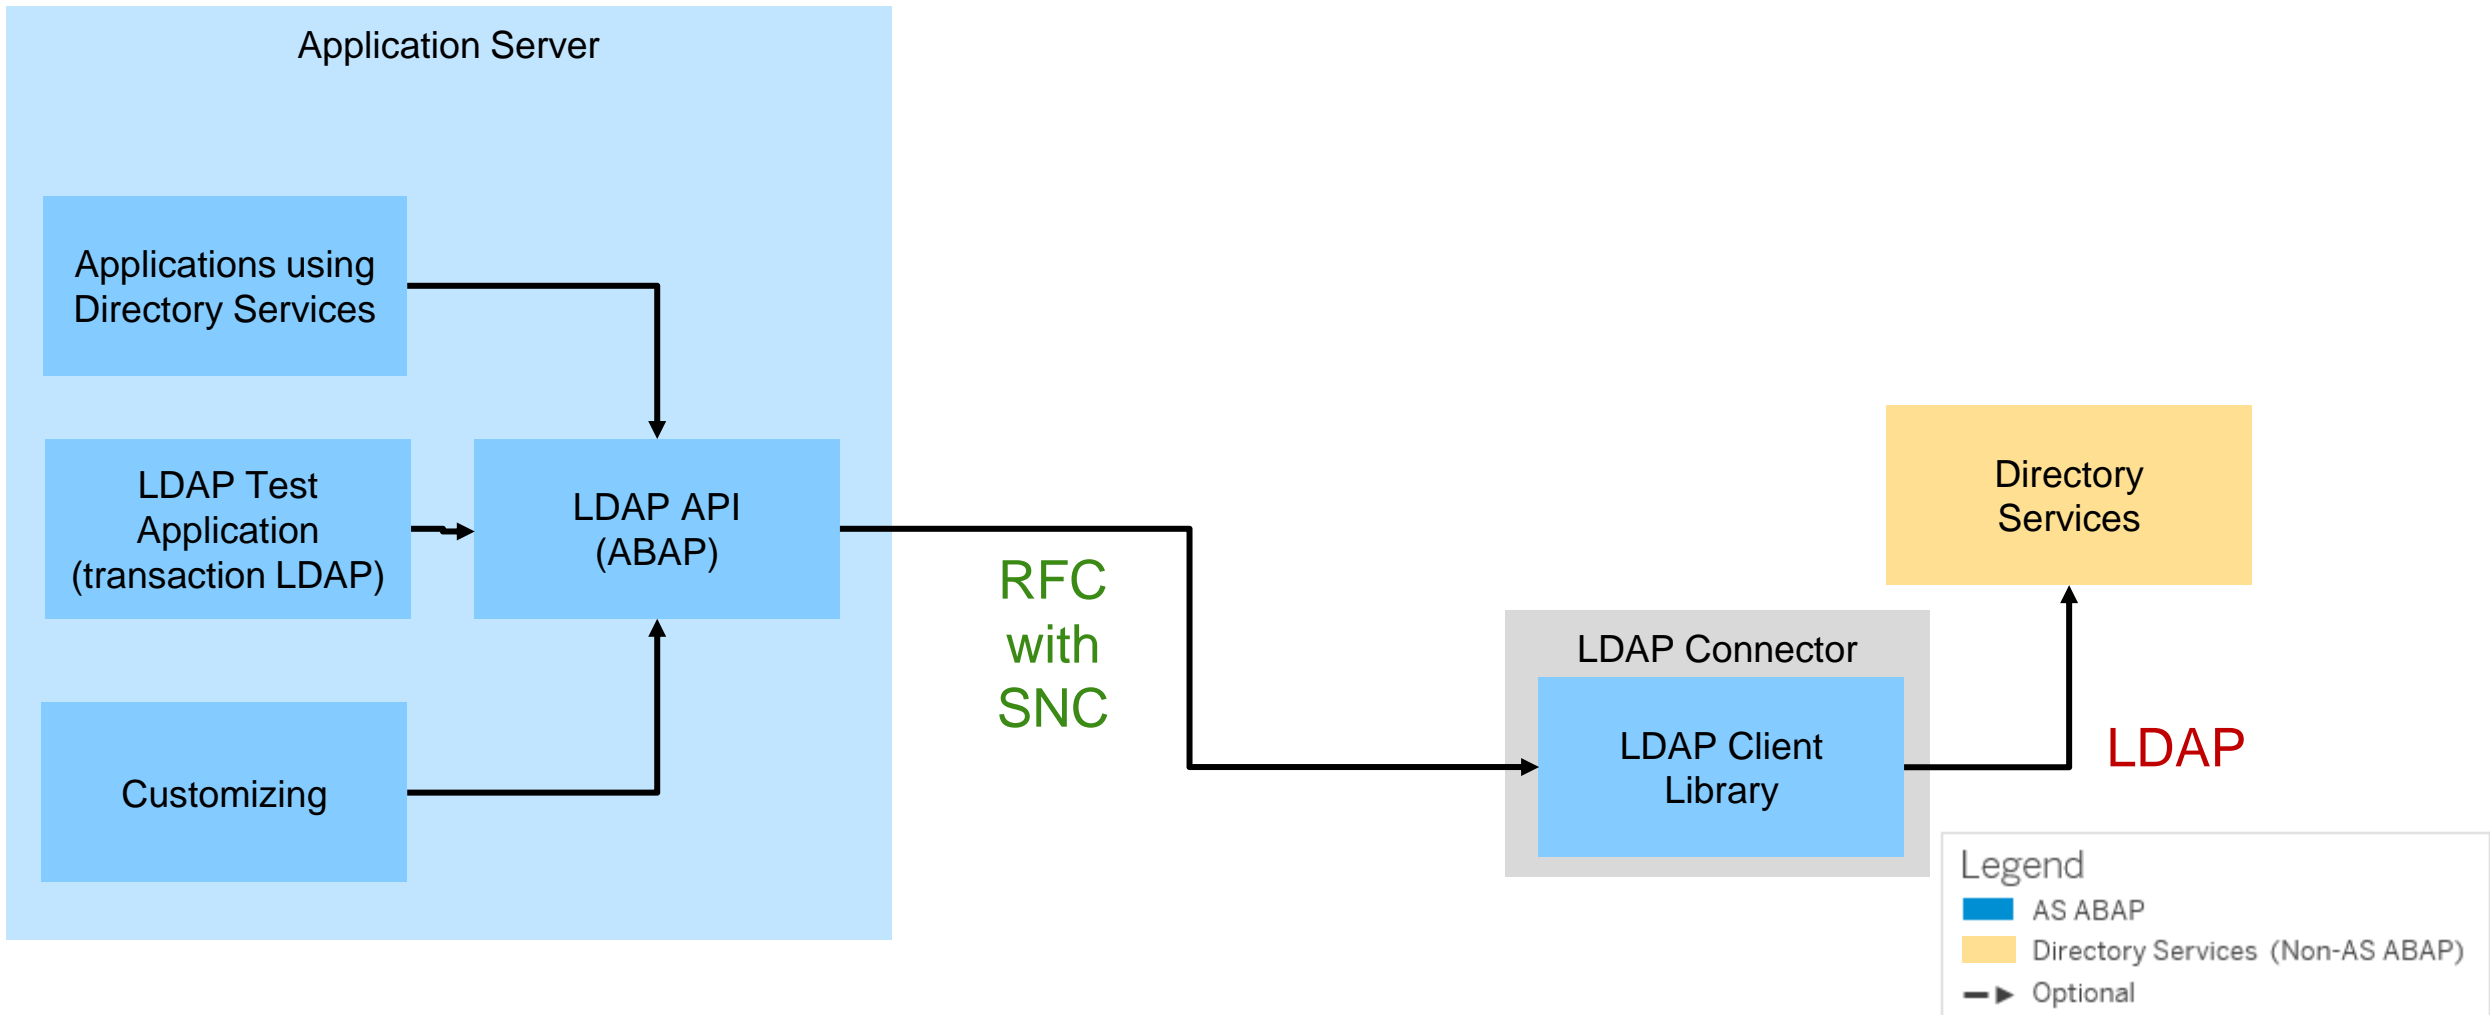 Application Server
Applications using
Directory Services
LDAP Test
Application
(transaction LDAP)
LDAP API
(ABAP)
Customizing
RFC
with
SNC
LDAP Connector
LDAP Client
Library
Directory
Services
LDAP
Legend
AS ABAP
Directory Services (Non-AS ABAP)
Optional